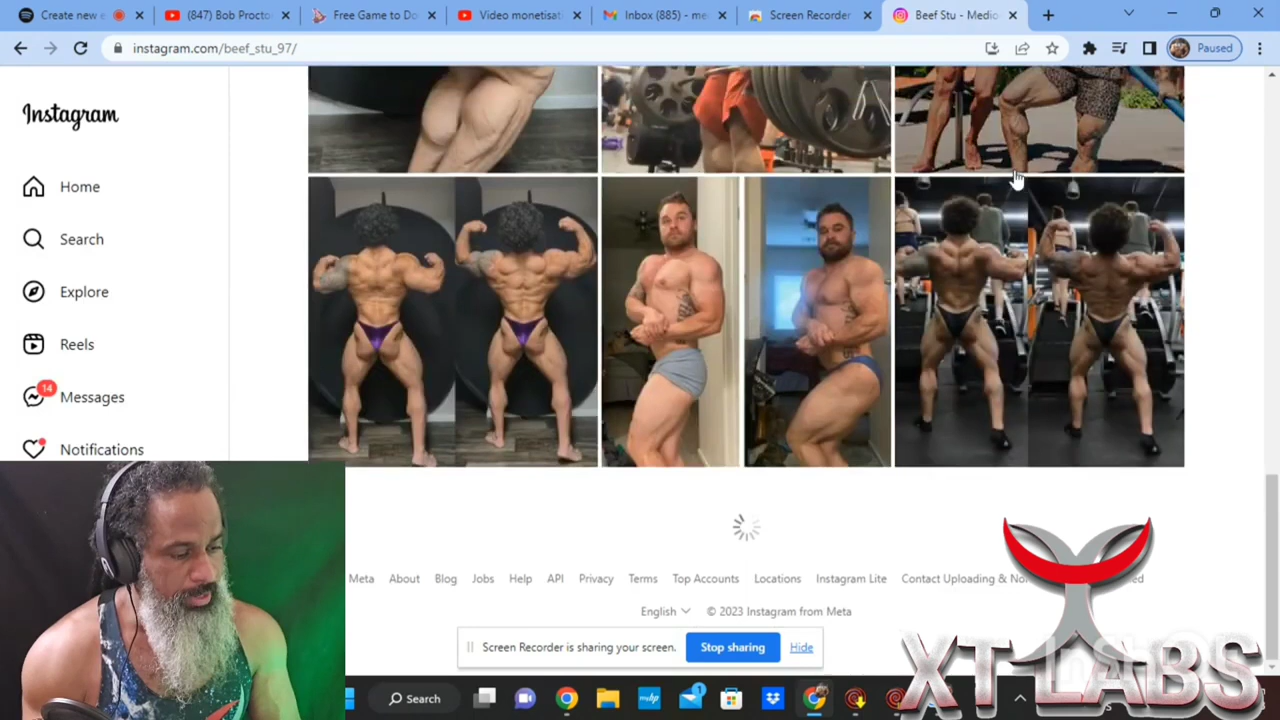 Create new e
(847) Bob Procto
Free Game to Do
Video monetisat
Inbox (885) - me
Screen Recorder
Beef Stu - Medio
instagram.com/beef_stu_97/
Paused
Instagram
Home
Search
Explore
Reels
14
Messages
Notifications
Meta About Blog Jobs Help API Privacy Terms Top Accounts Locations Instagram Lite Contact Uploading & No
English © 2023 Instagram from Meta
Screen Recorder is sharing your screen. Stop sharing Hide
XT LABS
Search
myhp
1